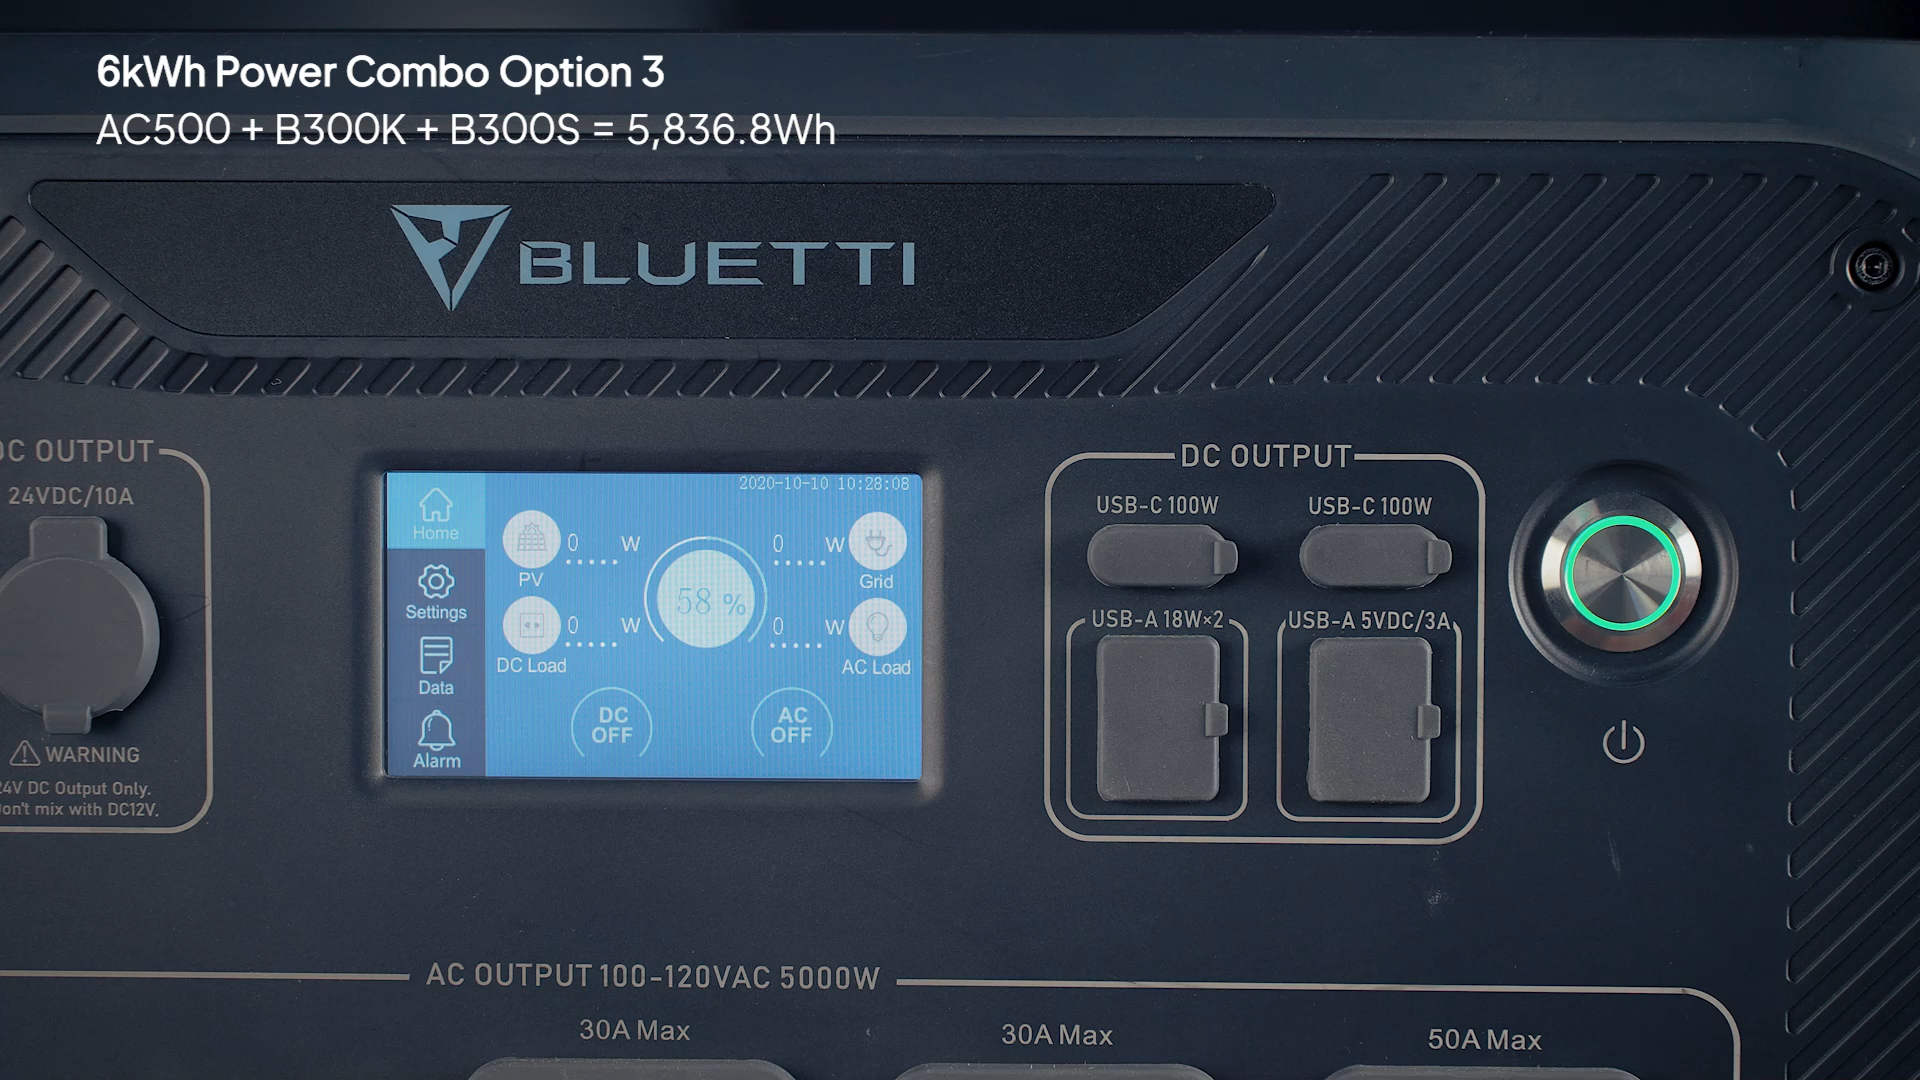 6kWh Power Combo Option 3
AC500 + B300K + B300S = 5,836.8Wh
BLUETTI
DC OUTPUT
24VDC/10A
WARNING
24V DC Output Only.
Don't mix with DC12V.
2020-10-10 10:28:08
Home
Settings
Data
Alarm
0 W
PV
0 W
DC Load
58 %
0 W
Grid
0 W
AC Load
DC
OFF
AC
OFF
DC OUTPUT
USB-C 100W
USB-C 100W
USB-A 18W×2
USB-A 5VDC/3A
AC OUTPUT 100-120VAC 5000W
30A Max
30A Max
50A Max